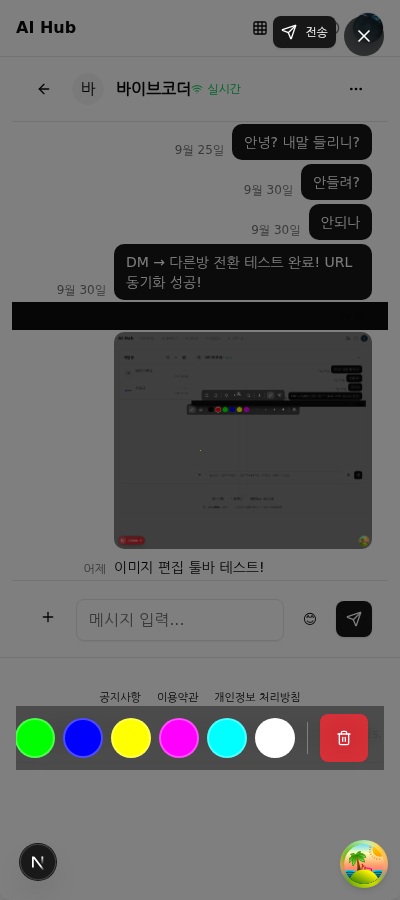 AI Hub
전송
바
바이브코더
실시간
9월 25일
안녕? 내말 들리니?
9월 30일
안들려?
9월 30일
안되나
DM → 다른방 전환 테스트 완료! URL
동기화 성공!
9월 30일
AI Hub
어제
이미지 편집 툴바 테스트!
메시지 입력...
공지사항
이용약관
개인정보 처리방침
N